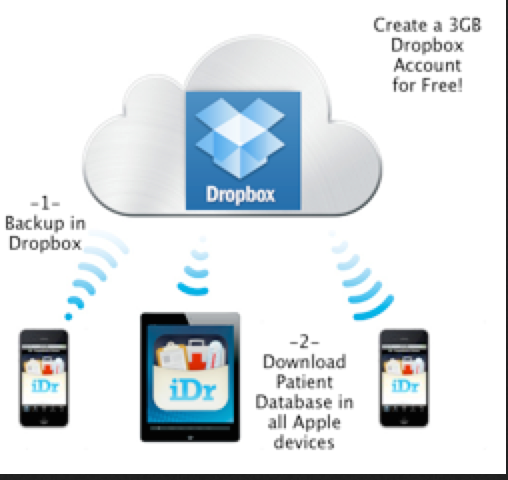 Create a 3GB
Dropbox
Account
for Free!
Dropbox
-1-
Backup in
Dropbox
iDr
iDr
iDr
-2-
Download
Patient
Database in
all Apple
devices